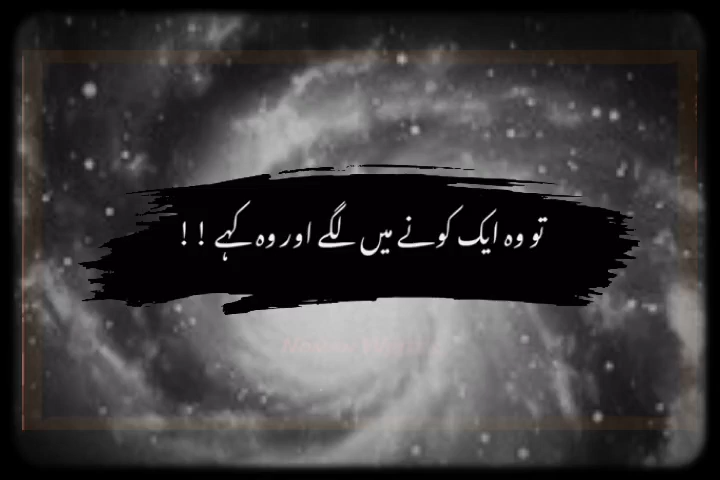 تو وہ ایک کونے میں لگے اور وہ کہے ! !